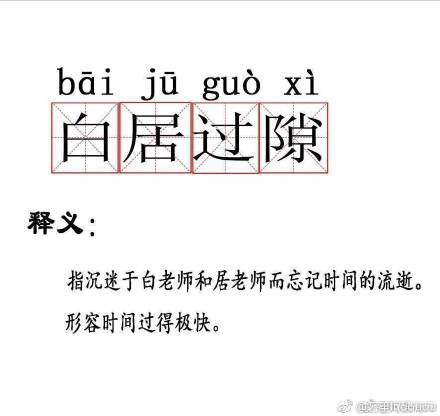 bāi jū guò xì
白居过隙
释义：
指沉迷于白老师和居老师而忘记时间的流逝。
形容时间过得极快。